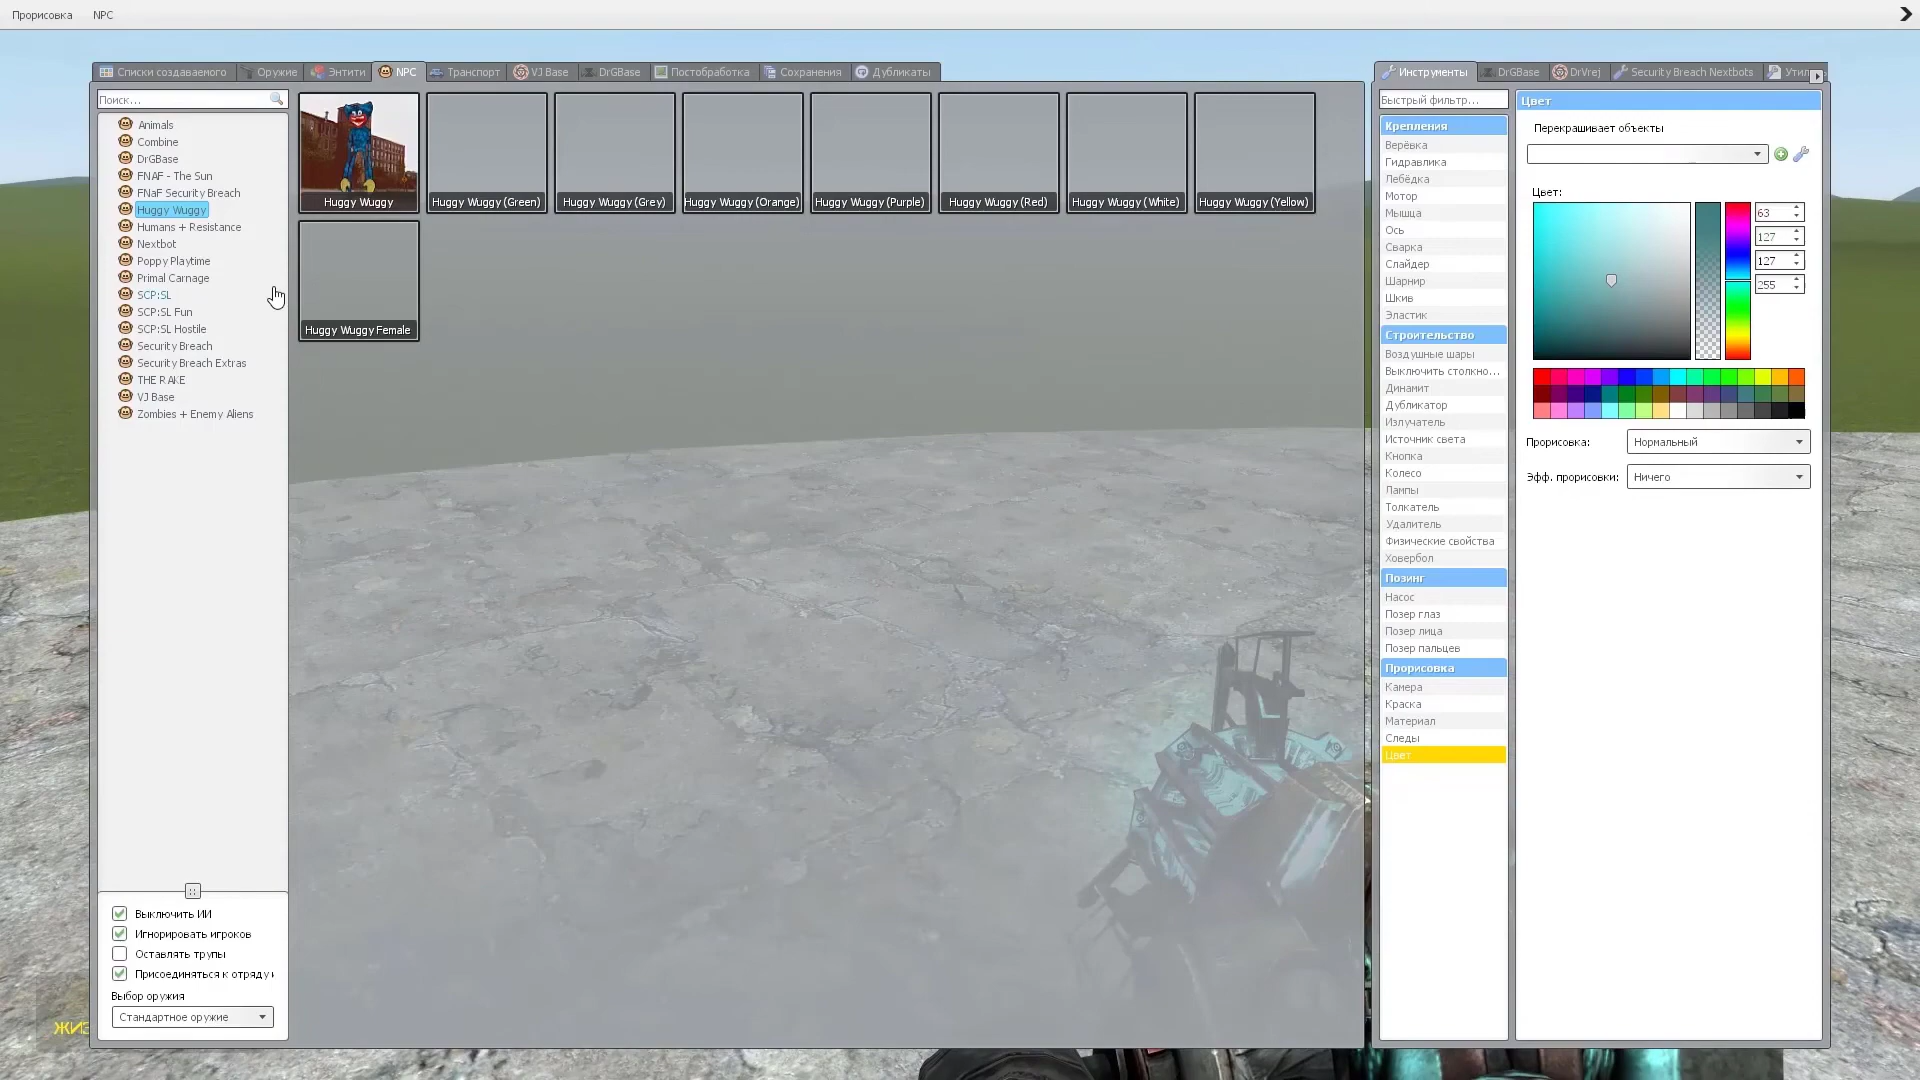 Прорисовка NPC
Списки создаваемого Оружие Энтити NPC Транспорт VJ Base DrGBase Постобработка Сохранения Дубликаты
Поиск...
Animals
Combine
DrGBase
FNAF - The Sun
FNaF Security Breach
Huggy Wuggy
Humans + Resistance
Nextbot
Poppy Playtime
Primal Carnage
SCP:SL
SCP:SL Fun
SCP:SL Hostile
Security Breach
Security Breach Extras
THE RAKE
VJ Base
Zombies + Enemy Aliens
Выключить ИИ
Игнорировать игроков
Оставлять трупы
Присоединяться к отряду
Выбор оружия
Стандартное оружие
Huggy Wuggy
Huggy Wuggy (Green)
Huggy Wuggy (Grey)
Huggy Wuggy (Orange)
Huggy Wuggy (Purple)
Huggy Wuggy (Red)
Huggy Wuggy (White)
Huggy Wuggy (Yellow)
Huggy Wuggy Female
Инструменты DrGBase DrVrej Security Breach Nextbots
Быстрый фильтр...
Крепления
Верёвка
Гидравлика
Лебёдка
Мотор
Мышца
Ось
Сварка
Слайдер
Шарнир
Шкив
Эластик
Строительство
Воздушные шары
Выключить столкно...
Динамит
Дубликатор
Излучатель
Источник света
Кнопка
Колесо
Лампы
Толкатель
Удалитель
Физические свойства
Ховербол
Позинг
Насос
Позер глаз
Позер лица
Позер пальцев
Прорисовка
Камера
Краска
Материал
Следы
Цвет
Цвет
Перекрашивает объекты
Цвет:
63
127
127
255
Прорисовка: Нормальный
Эфф. прорисовки: Ничего